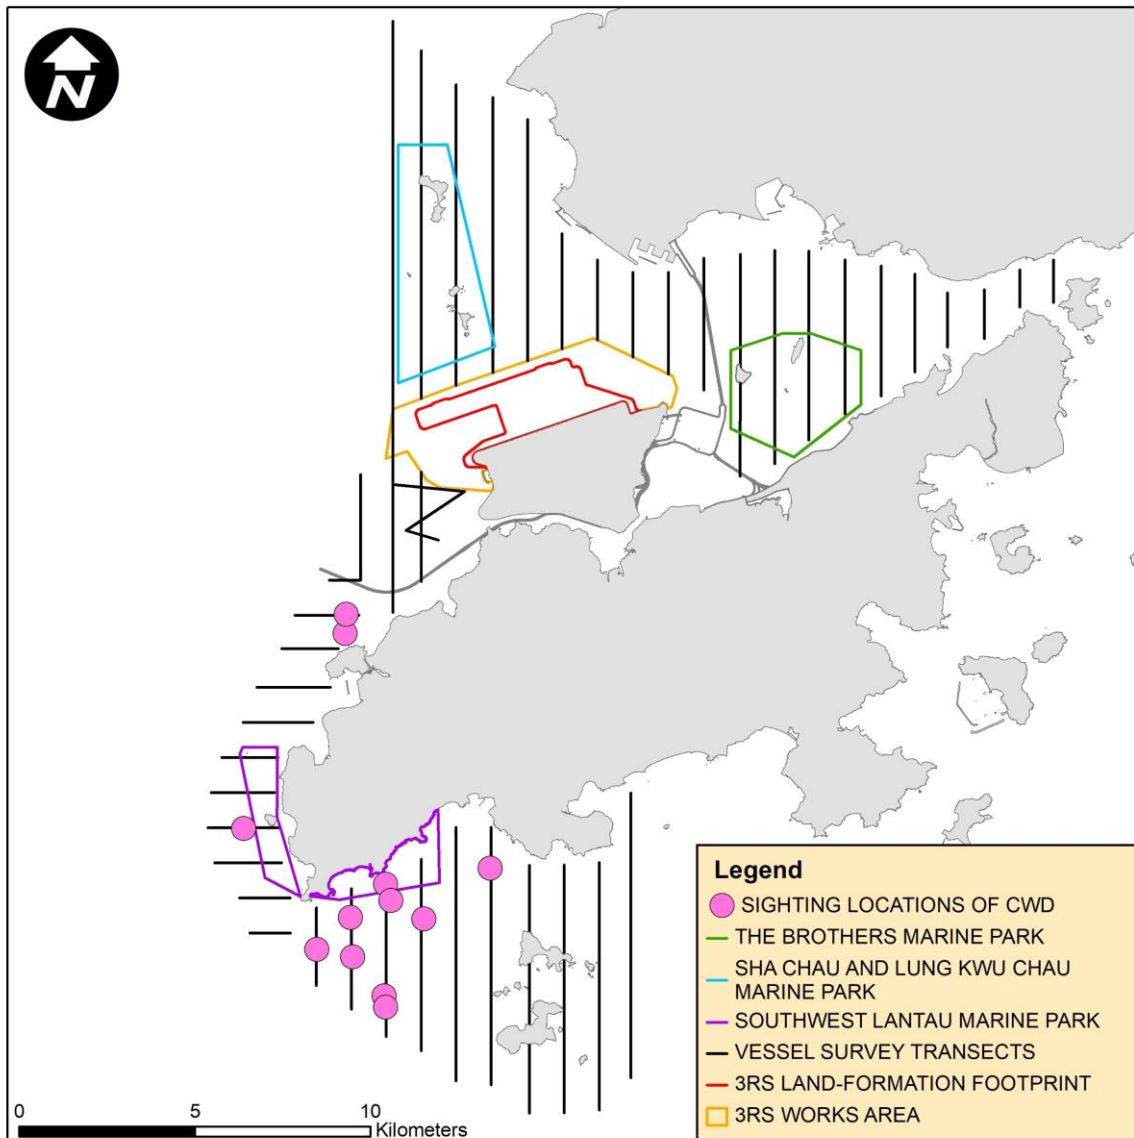 N
Legend
SIGHTING LOCATIONS OF CWD
THE BROTHERS MARINE PARK
SHA CHAU AND LUNG KWU CHAU
MARINE PARK
SOUTHWEST LANTAU MARINE PARK
VESSEL SURVEY TRANSECTS
3RS LAND-FORMATION FOOTPRINT
3RS WORKS AREA
0 5 10
Kilometers